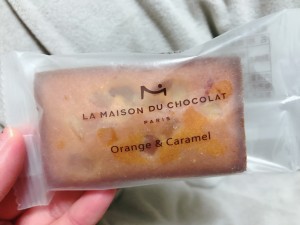 LA MAISON DU CHOCOLAT
PARIS
Orange & Caramel